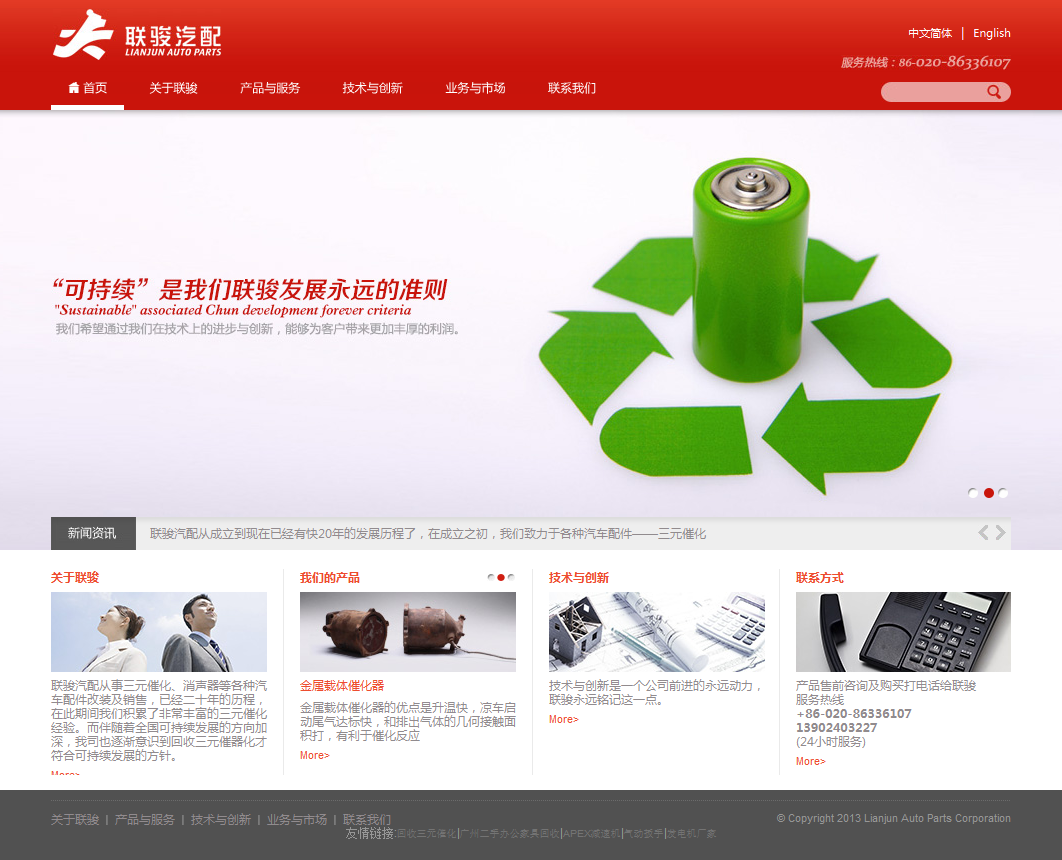 联骏汽配
LIANJUN AUTO PARTS
中文简体 | English
服务热线：86-020-86336107
首页 关于联骏 产品与服务 技术与创新 业务与市场 联系我们
“可持续”是我们联骏发展永远的准则
"Sustainable" associated Chun development forever criteria
我们希望通过我们在技术上的进步与创新，能够为客户带来更加丰厚的利润。
新闻资讯 联骏汽配从成立到现在已经有快20年的发展历程了，在成立之初，我们致力于各种汽车配件——三元催化
关于联骏
联骏汽配从事三元催化、消声器等各种汽
车配件改装及销售，已经二十年的历程，
在此期间我们积累了非常丰富的三元催化
经验。而伴随着全国可持续发展的方向加
深，我司也逐渐意识到回收三元催器化才
符合可持续发展的方针。
More>
我们的产品
金属载体催化器
金属载体催化器的优点是升温快，凉车启
动尾气达标快，和排出气体的几何接触面
积打，有利于催化反应
More>
技术与创新
技术与创新是一个公司前进的永远动力，
联骏永远铭记这一点。
More>
联系方式
产品售前咨询及购买打电话给联骏
服务热线
+86-020-86336107
13902403227
(24小时服务)
More>
关于联骏 | 产品与服务 | 技术与创新 | 业务与市场 | 联系我们
© Copyright 2013 Lianjun Auto Parts Corporation
友情链接:回收三元催化|广州二手办公家具回收|APEX减速机|气动扳手|发电机厂家